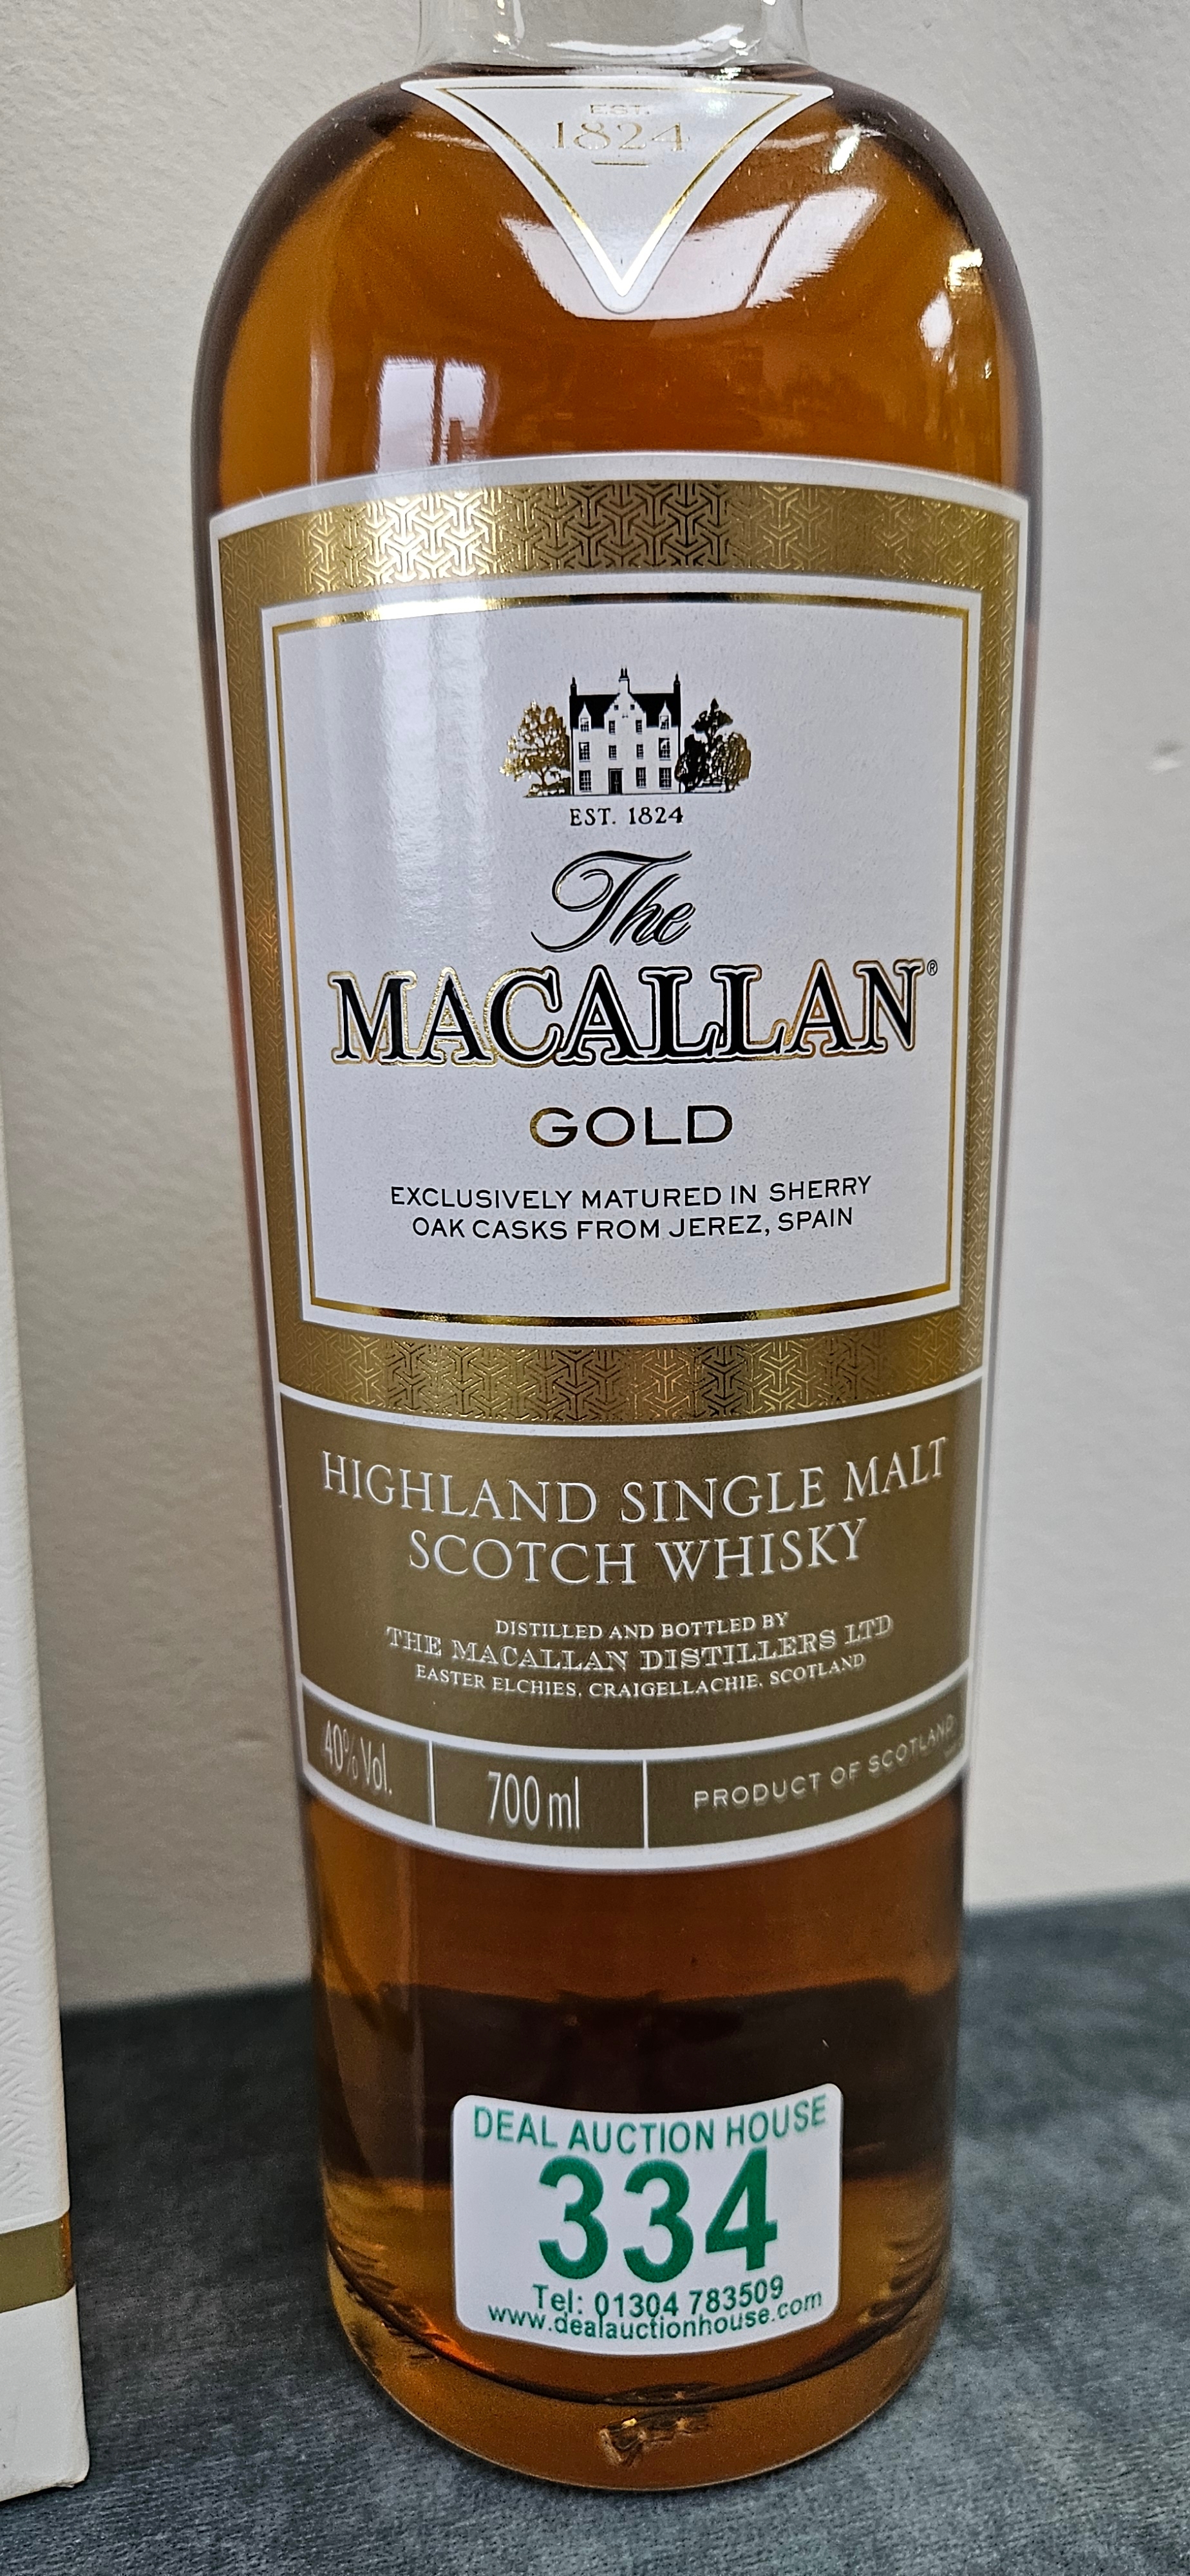 EST.
1824
EST. 1824
The
MACALLAN®
GOLD
EXCLUSIVELY MATURED IN SHERRY
OAK CASKS FROM JEREZ, SPAIN
HIGHLAND SINGLE MALT
SCOTCH WHISKY
DISTILLED AND BOTTLED BY
THE MACALLAN DISTILLERS LTD
EASTER ELCHIES, CRAIGELLACHIE, SCOTLAND
40% Vol.
700 ml
PRODUCT OF SCOTLAND
DEAL AUCTION HOUSE
334
Tel: 01304 783509
www.dealauctionhouse.com